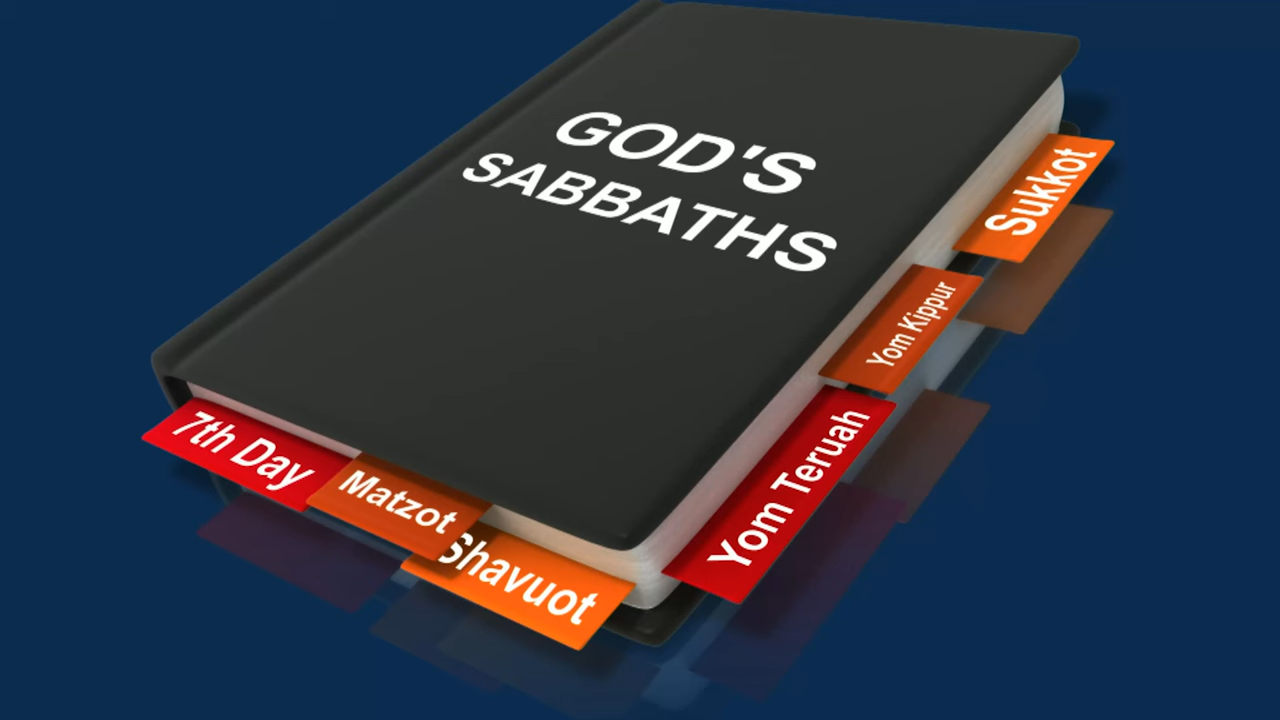 GOD'S
SABBATHS
7th Day
Matzot
Shavuot
Yom Teruah
Yom Kippur
Sukkot